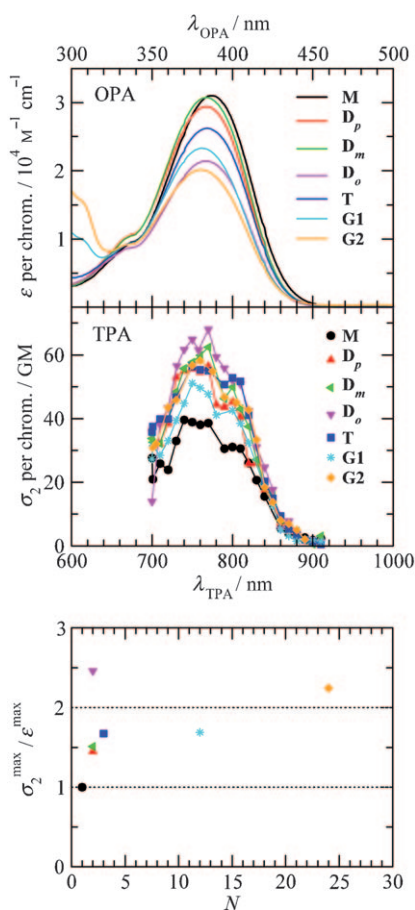 λOPA / nm
300 350 400 450 500
OPA
ε per chrom. / 10⁴ M⁻¹ cm⁻¹
3
2
1
M
Dp
Dm
Do
T
G1
G2
TPA
σ₂ per chrom. / GM
60
40
20
0
M
Dp
Dm
Do
T
G1
G2
600 700 800 900 1000
λTPA / nm
σ₂ᵐᵃˣ / εᵐᵃˣ
3
2
1
0
0 5 10 15 20 25 30
N